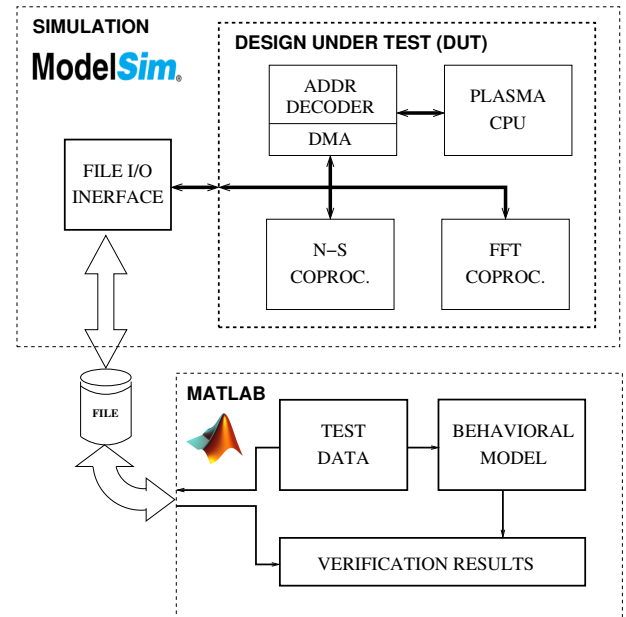 SIMULATION
ModelSim®
DESIGN UNDER TEST (DUT)
ADDR
DECODER
DMA
PLASMA
CPU
FILE I/O
INERFACE
N−S
COPROC.
FFT
COPROC.
FILE
MATLAB
TEST
DATA
BEHAVIORAL
MODEL
VERIFICATION RESULTS